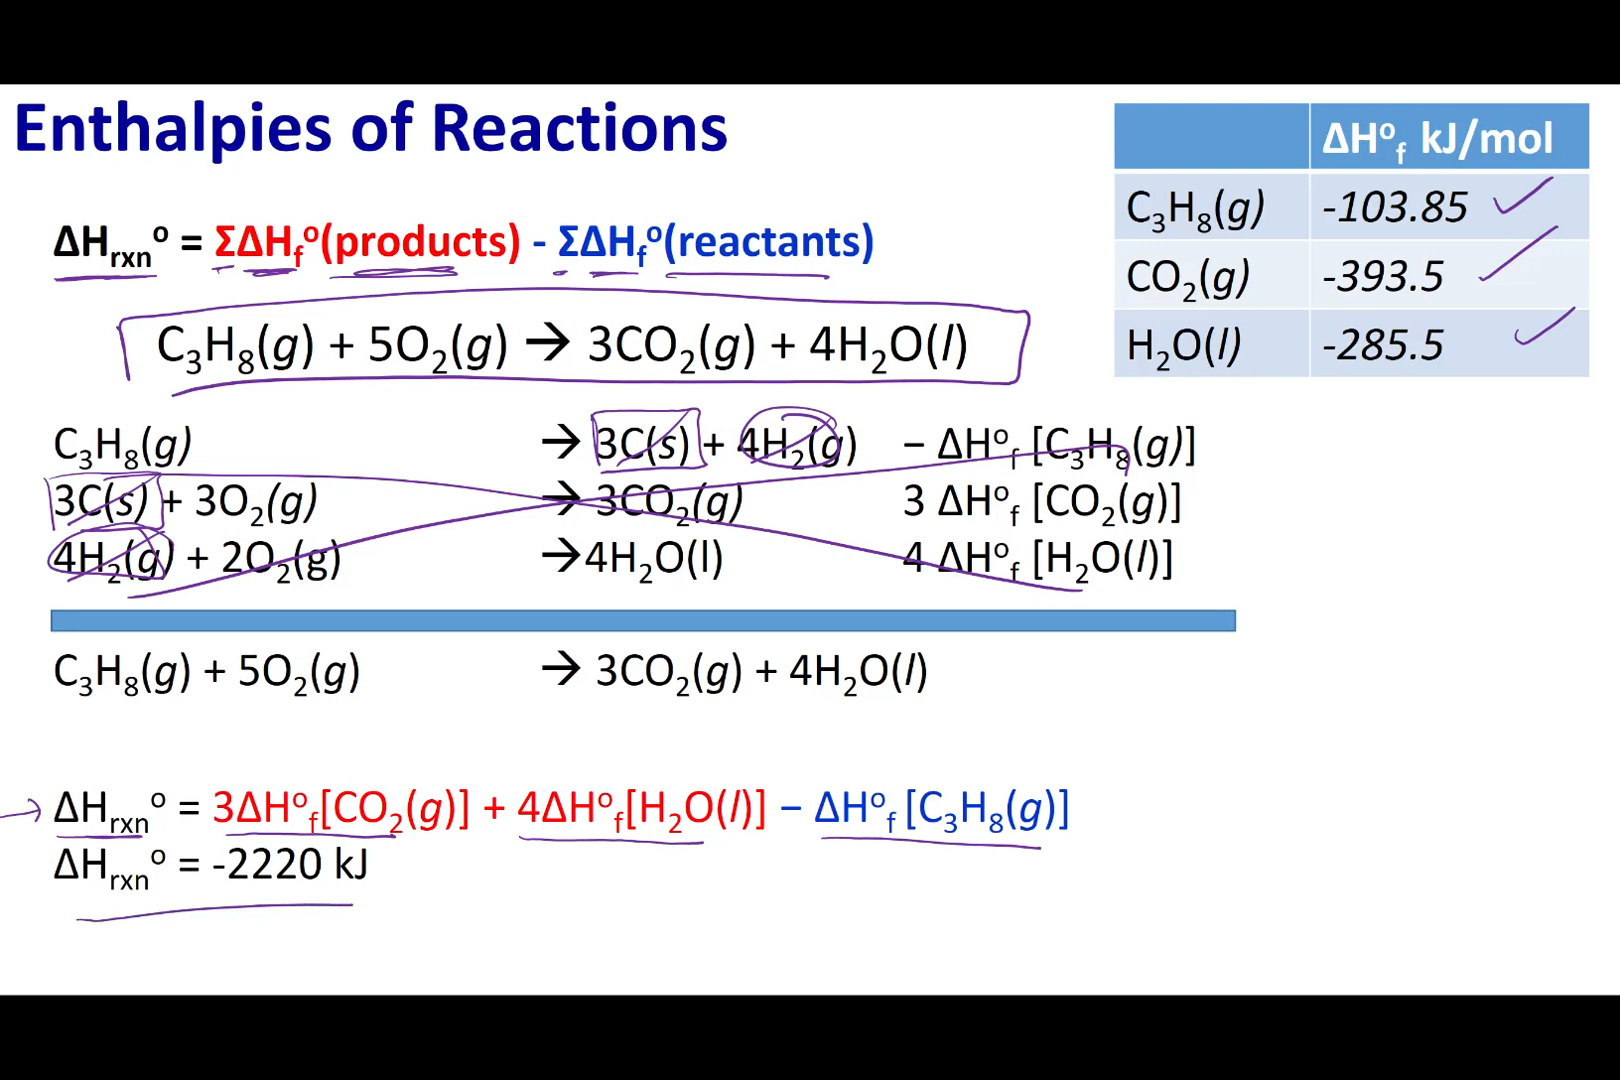 Enthalpies of Reactions
ΔHrxn° = ΣΔHf°(products) - ΣΔHf°(reactants)
C₃H₈(g) + 5O₂(g) → 3CO₂(g) + 4H₂O(l)
ΔH°f kJ/mol
C₃H₈(g) -103.85
CO₂(g) -393.5
H₂O(l) -285.5
C₃H₈(g) → 3C(s) + 4H₂(g) – ΔH°f [C₃H₈(g)]
3C(s) + 3O₂(g) → 3CO₂(g) 3 ΔH°f [CO₂(g)]
4H₂(g) + 2O₂(g) →4H₂O(l) 4 ΔH°f [H₂O(l)]
C₃H₈(g) + 5O₂(g) → 3CO₂(g) + 4H₂O(l)
ΔHrxn° = 3ΔH°f[CO₂(g)] + 4ΔH°f[H₂O(l)] – ΔH°f [C₃H₈(g)]
ΔHrxn° = -2220 kJ